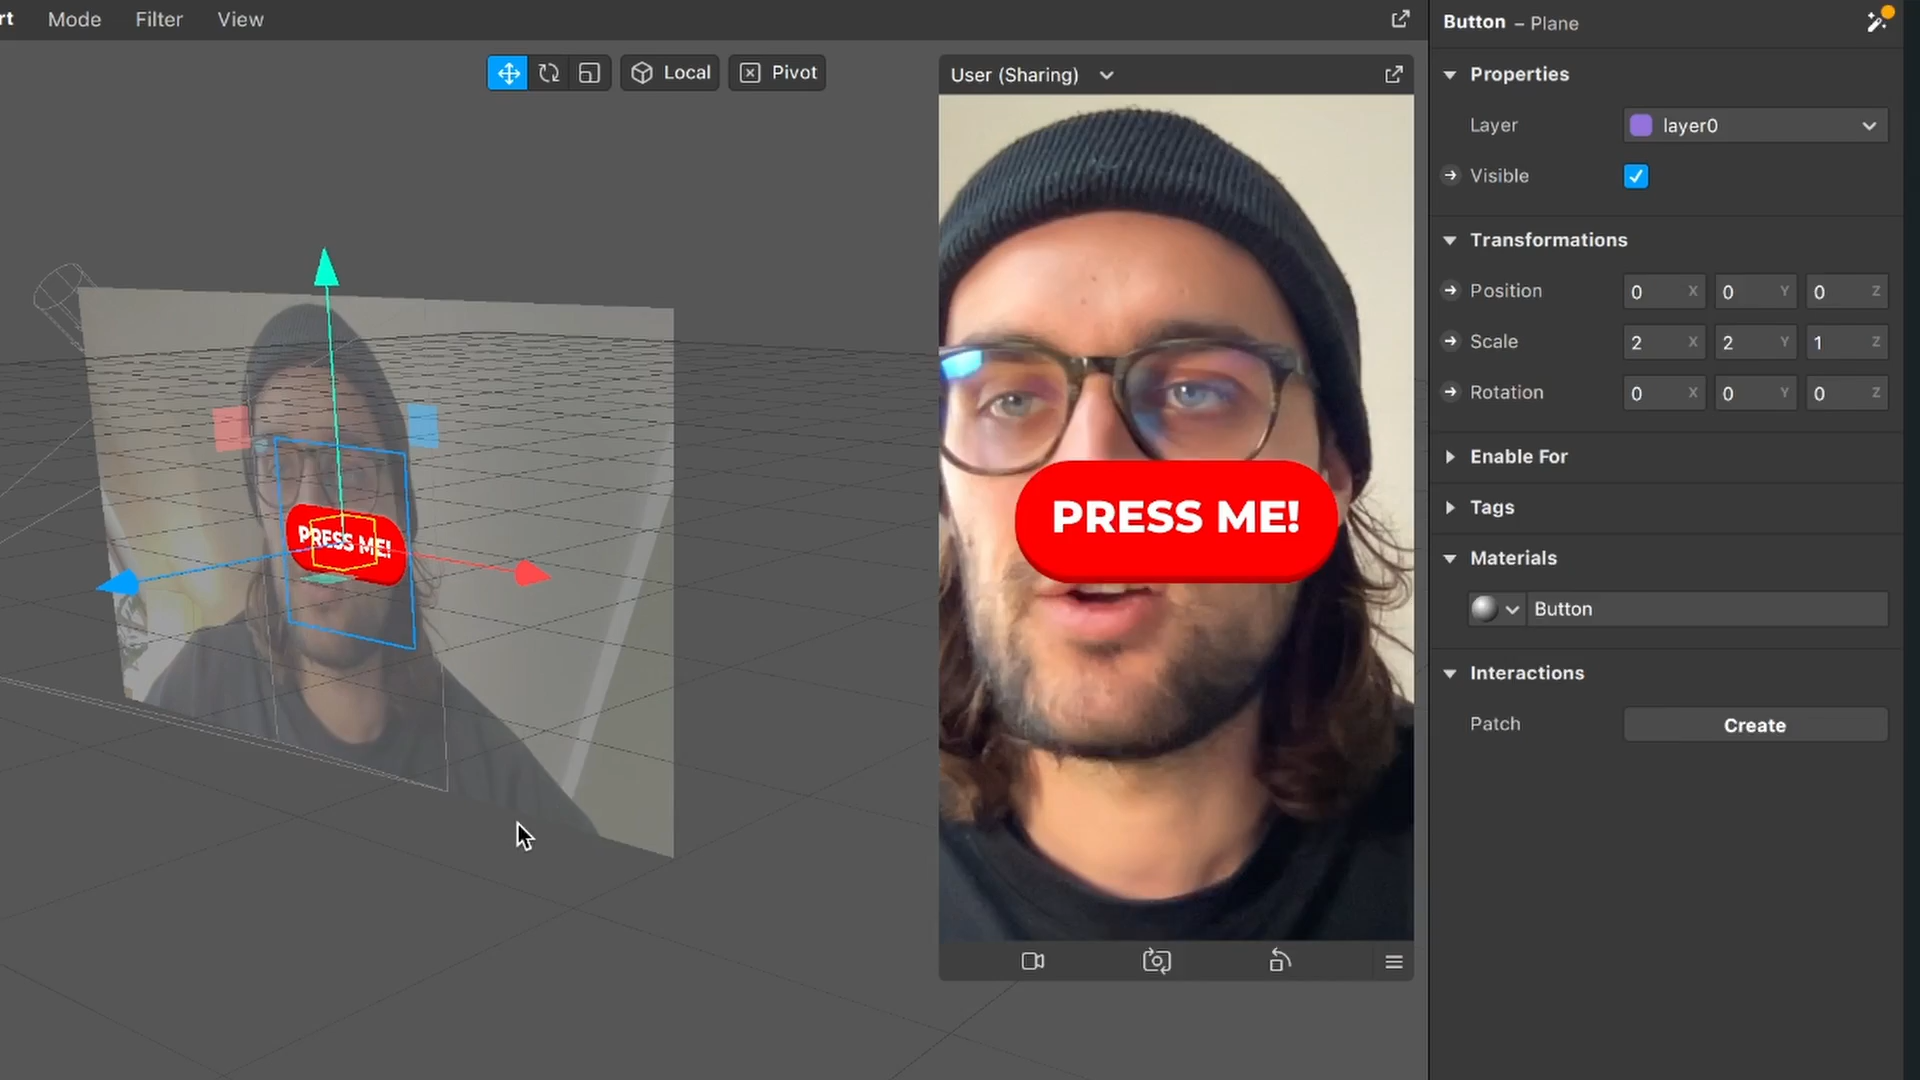 rt Mode Filter View
Local Pivot
User (Sharing)
PRESS ME!
PRESS ME!
Button – Plane
Properties
Layer layer0
Visible
Transformations
Position 0 X 0 Y 0 Z
Scale 2 X 2 Y 1 Z
Rotation 0 X 0 Y 0 Z
Enable For
Tags
Materials
Button
Interactions
Patch Create